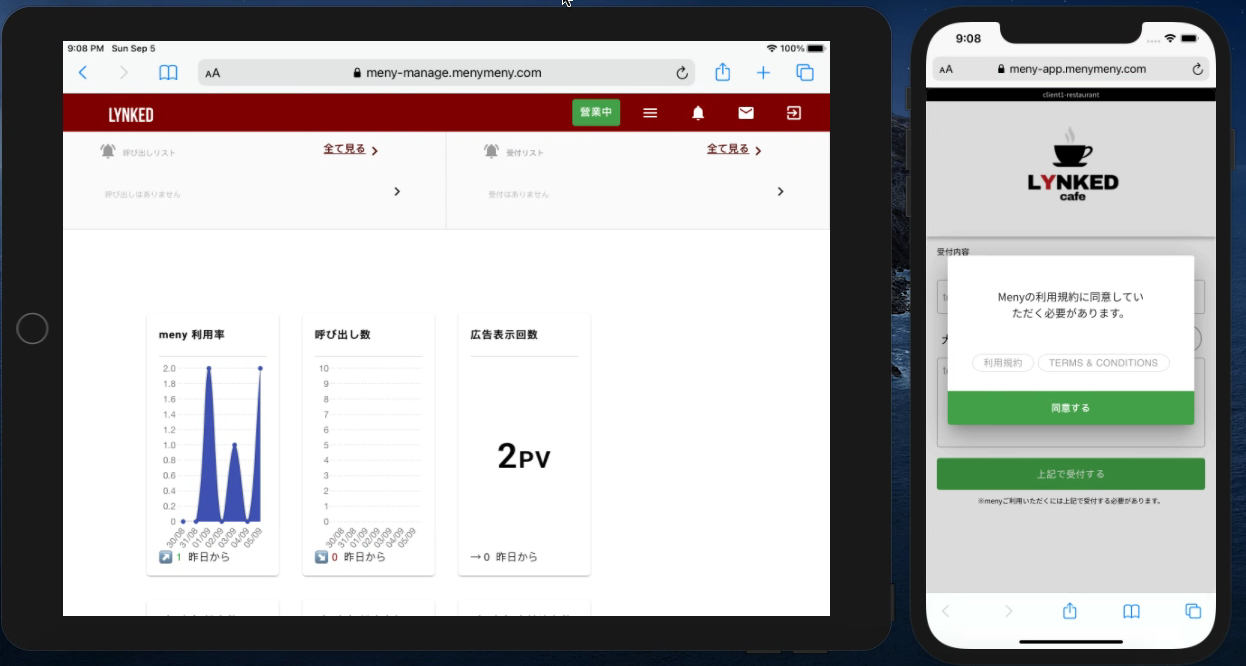 9:08 PM Sun Sep 5
100%
AA
meny-manage.menymeny.com
LYNKED
営業中
呼び出しリスト
全て見る
受付リスト
全て見る
呼び出しはありません
受付はありません
meny 利用率
2.0
1.8
1.6
1.4
1.2
1.0
0.8
0.6
0.4
0.2
0
30/08
31/08
01/09
02/09
03/09
04/09
05/09
1 昨日から
呼び出し数
10
9
8
7
6
5
4
3
2
1
0
30/08
31/08
01/09
02/09
03/09
04/09
05/09
0 昨日から
広告表示回数
2PV
→0 昨日から
9:08
AA
meny-app.menymeny.com
client1-restaurant
LYNKED
cafe
受付内容
Menyの利用規約に同意してい
ただく必要があります。
利用規約
TERMS & CONDITIONS
同意する
上記で受付する
※menyご利用いただくには上記で受付する必要があります。